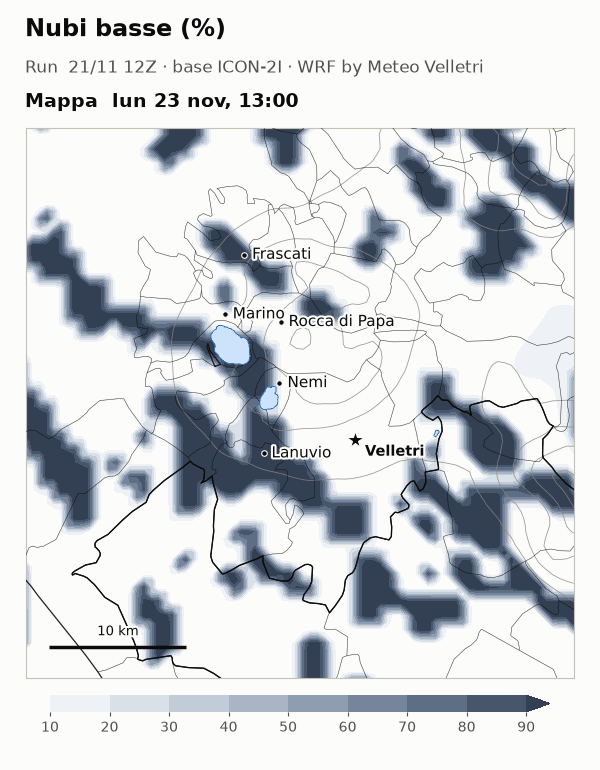 Nubi basse (%)
Run 21/11 12Z · base ICON-2I · WRF by Meteo Velletri
Mappa lun 23 nov, 13:00
Frascati
Marino
Rocca di Papa
Nemi
Velletri
Lanuvio
10 km
10 20 30 40 50 60 70 80 90